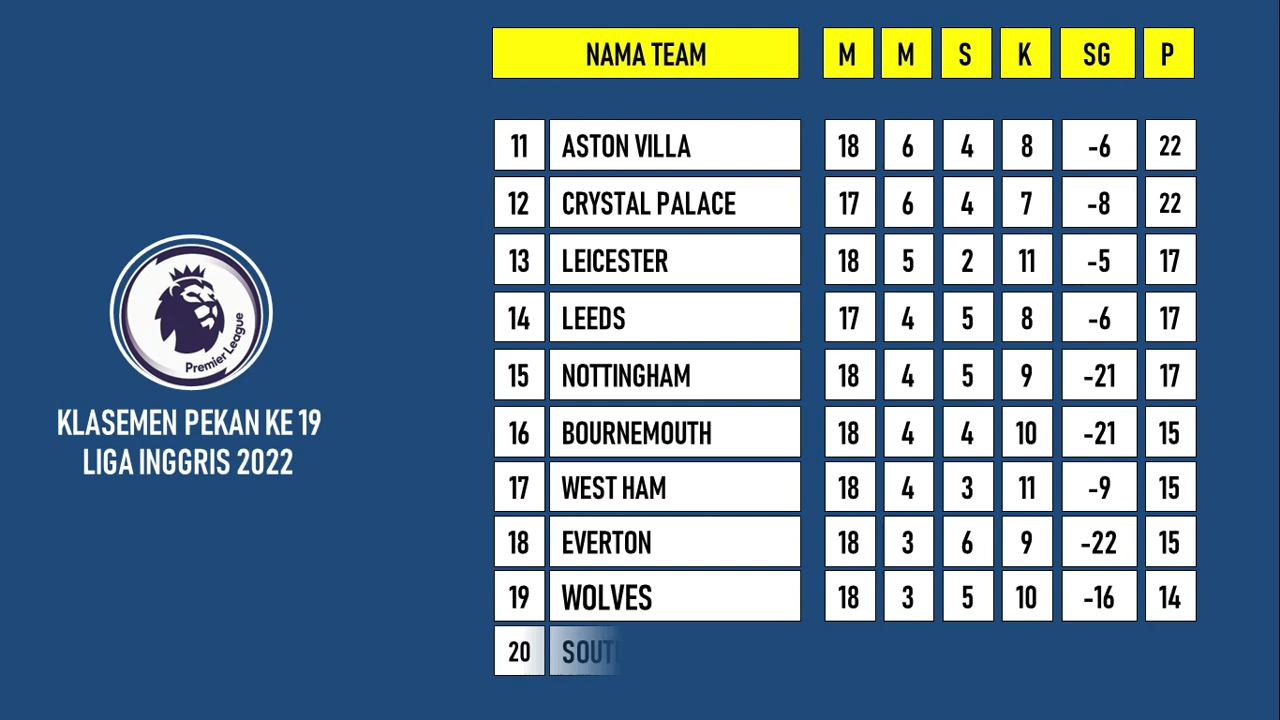 NAMA TEAM M M S K SG P
11 ASTON VILLA 18 6 4 8 -6 22
12 CRYSTAL PALACE 17 6 4 7 -8 22
13 LEICESTER 18 5 2 11 -5 17
14 LEEDS 17 4 5 8 -6 17
15 NOTTINGHAM 18 4 5 9 -21 17
16 BOURNEMOUTH 18 4 4 10 -21 15
17 WEST HAM 18 4 3 11 -9 15
18 EVERTON 18 3 6 9 -22 15
19 WOLVES 18 3 5 10 -16 14
20
Premier League
KLASEMEN PEKAN KE 19
LIGA INGGRIS 2022